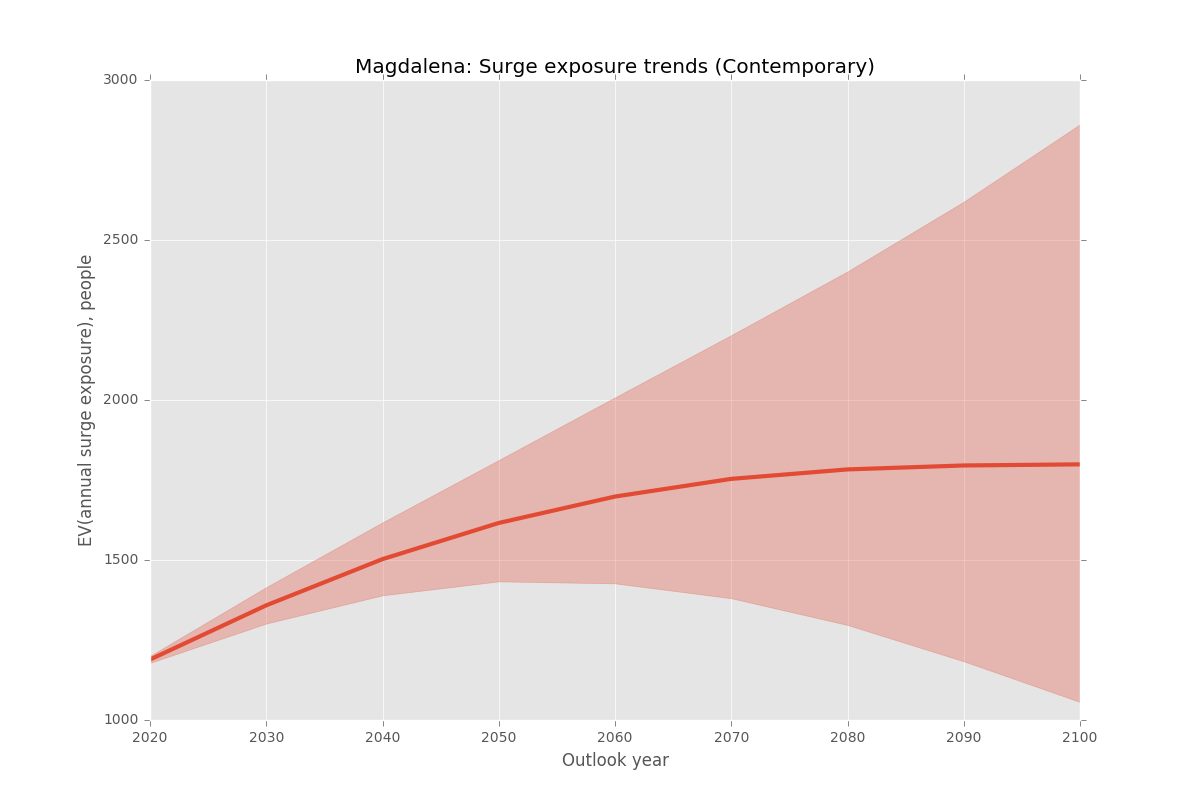 Magdalena: Surge exposure trends (Contemporary)
3000
2500
2000
1500
1000
EV(annual surge exposure), people
2020 2030 2040 2050 2060 2070 2080 2090 2100
Outlook year